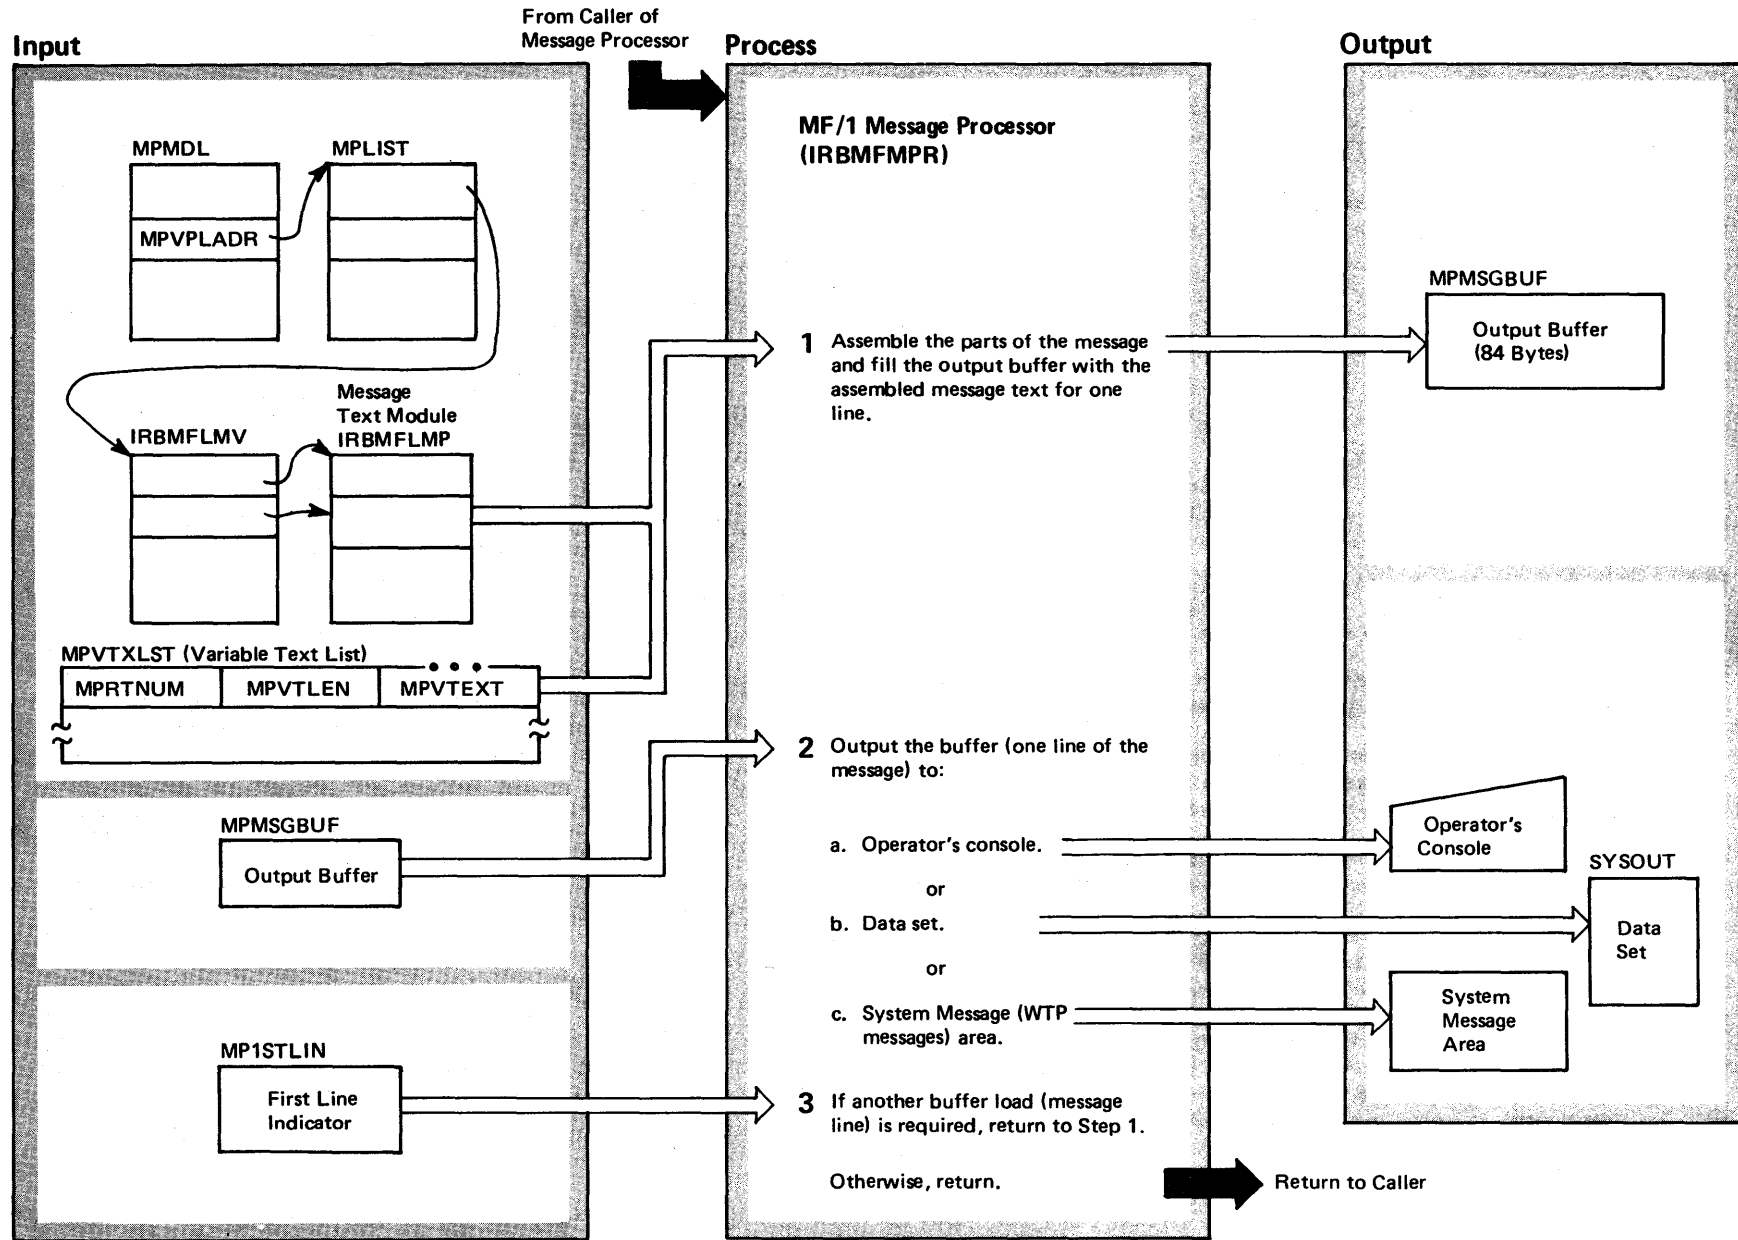 From Caller of
Message Processor
Input
Process
Output
MF/1 Message Processor
(IRBMFMPR)
MPMDL
MPLIST
MPVPLADR
MPMSGBUF
Output Buffer
(84 Bytes)
1 Assemble the parts of the message
and fill the output buffer with the
assembled message text for one
line.
Message
Text Module
IRBMFLMV
IRBMFLMP
MPVTXLST (Variable Text List)
MPRTNUM
MPVTLEN
MPVTEXT
2 Output the buffer (one line of the
message) to:
MPMSGBUF
Output Buffer
a. Operator's console.
Operator's
Console
or
SYSOUT
b. Data set.
Data
Set
or
c. System Message (WTP
messages) area.
System
Message
Area
MP1STLIN
First Line
Indicator
3 If another buffer load (message
line) is required, return to Step 1.
Otherwise, return.
Return to Caller